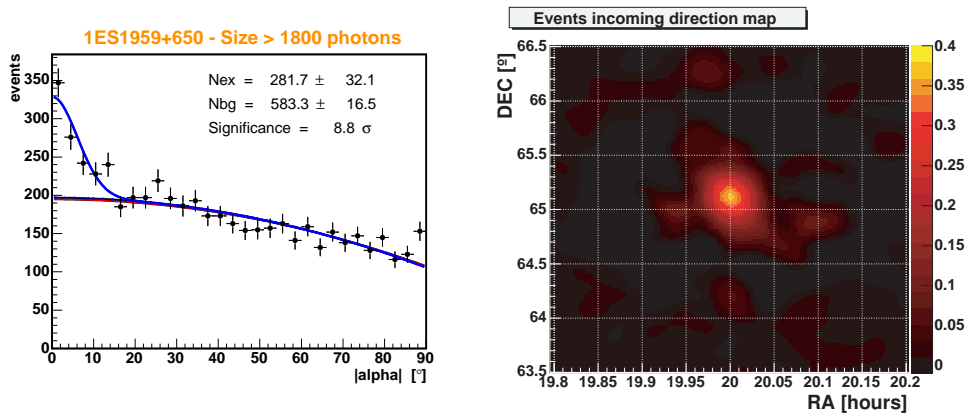 1ES1959+650 - Size > 1800 photons
events
350
300
250
200
150
100
50
0
Nex = 281.7 ± 32.1
Nbg = 583.3 ± 16.5
Significance = 8.8 σ
0 10 20 30 40 50 60 70 80 90
|alpha| [°]
Events incoming direction map
DEC [º]
66.5
66
65.5
65
64.5
64
63.5
19.8 19.85 19.9 19.95 20 20.05 20.1 20.15 20.2
RA [hours]
0.4
0.35
0.3
0.25
0.2
0.15
0.1
0.05
0